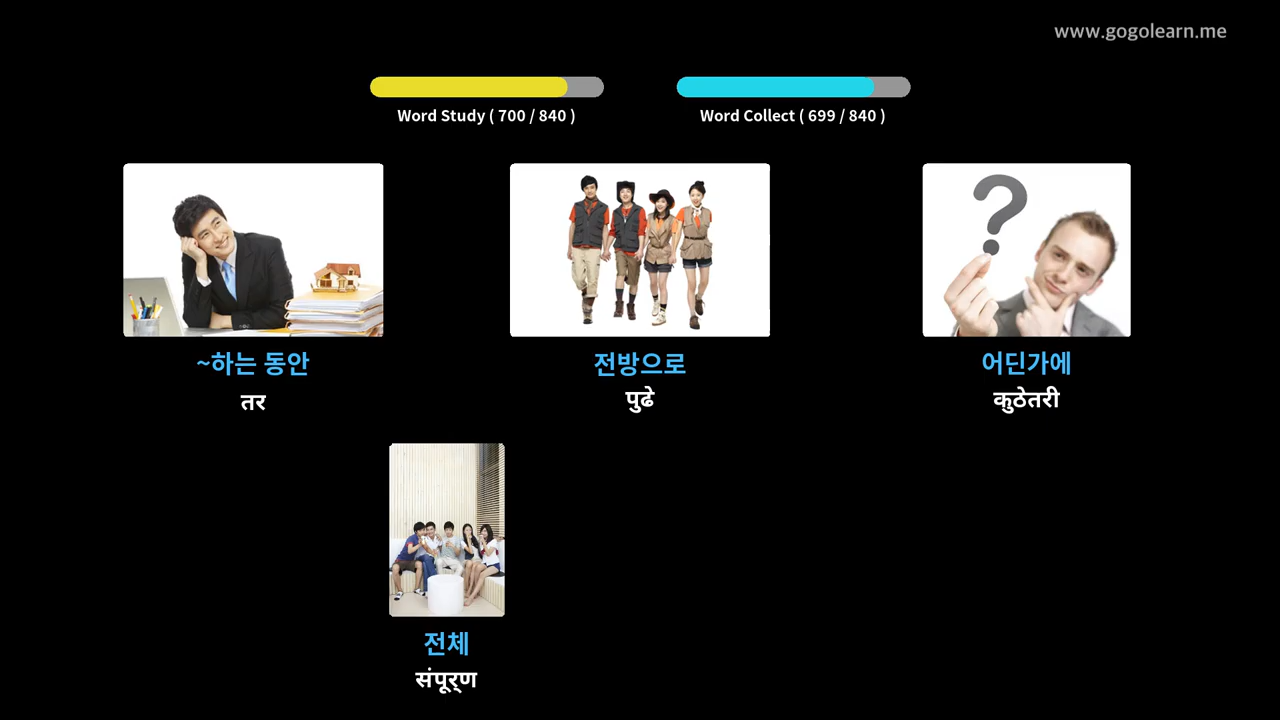 www.gogolearn.me
Word Study ( 700 / 840 )
Word Collect ( 699 / 840 )
~하는 동안
तर
전방으로
पुढे
어딘가에
कुठेतरी
전체
संपूर्ण